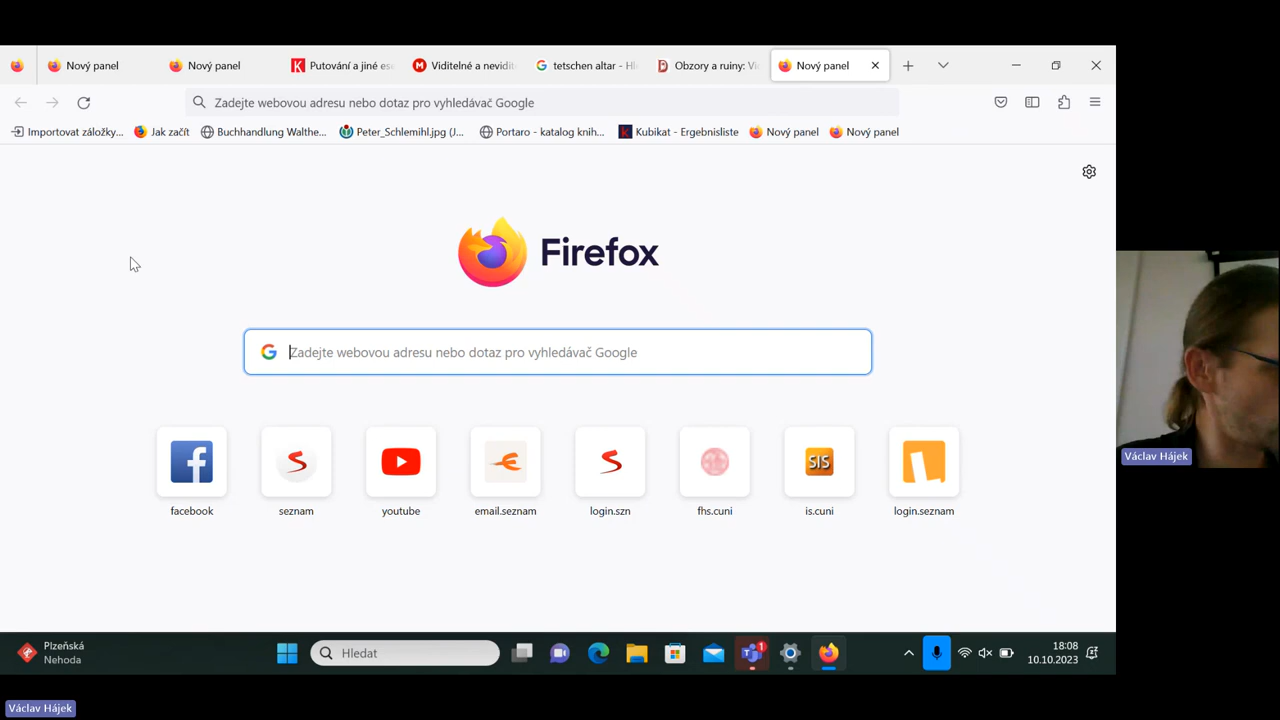 Nový panel
Nový panel
Putování a jiné ese
Viditelné a nevidit
tetschen altar - Hl
Obzory a ruiny: Vi
Nový panel
Zadejte webovou adresu nebo dotaz pro vyhledávač Google
Importovat záložky...
Jak začít
Buchhandlung Walthe...
Peter_Schlemihl.jpg (J...
Portaro - katalog knih...
Kubikat - Ergebnisliste
Nový panel
Nový panel
Firefox
Zadejte webovou adresu nebo dotaz pro vyhledávač Google
SIS
facebook
seznam
youtube
email.seznam
login.szn
fhs.cuni
is.cuni
login.seznam
Václav Hájek
Plzeňská
Nehoda
Hledat
1
18:08
10.10.2023
Václav Hájek